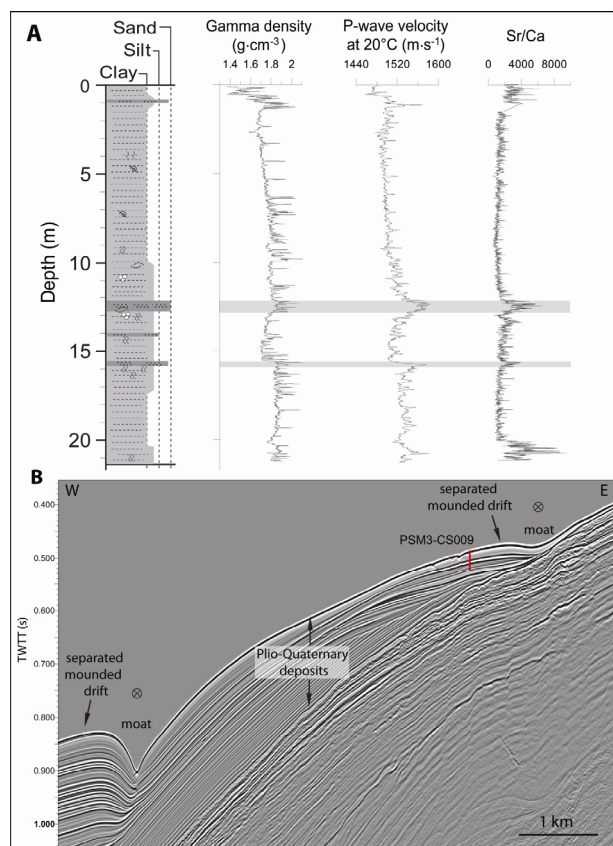 A
Sand
Silt
Clay
Gamma density
(g·cm-3)
1.4 1.6 1.8 2
P-wave velocity
at 20°C (m·s-1)
1440 1520 1600
Sr/Ca
0 4000 8000
Depth (m)
0
5
10
15
20
B
W
E
separated
mounded drift
moat
PSM3-CS009
Plio-Quaternary
deposits
separated
mounded
drift
moat
TWTT (s)
0.400
0.500
0.600
0.700
0.800
0.900
1.000
1 km